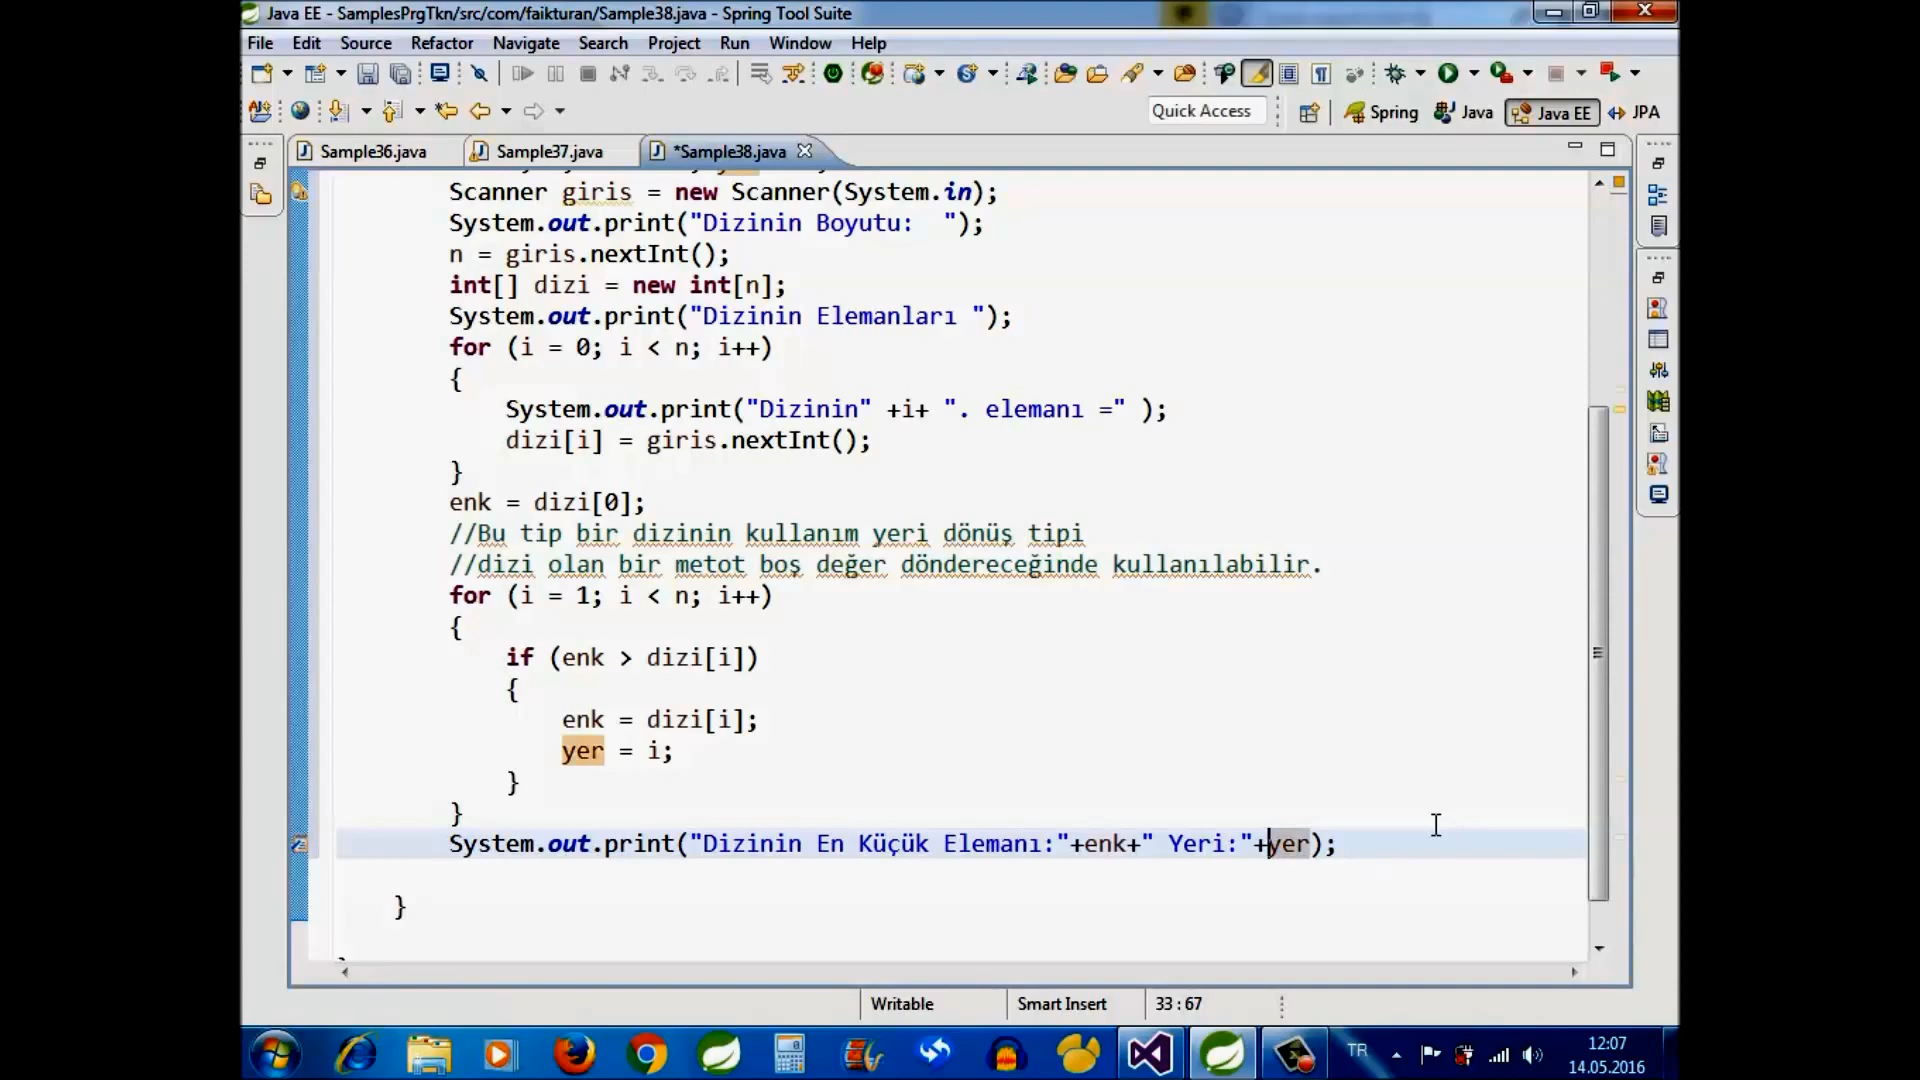 Java EE - SamplesPrgTkn/src/com/faikturan/Sample38.java - Spring Tool Suite
File Edit Source Refactor Navigate Search Project Run Window Help
Quick Access Spring Java Java EE JPA
Sample36.java Sample37.java *Sample38.java
Scanner giris = new Scanner(System.in);
System.out.print("Dizinin Boyutu:  ");
n = giris.nextInt();
int[] dizi = new int[n];
System.out.print("Dizinin Elemanları ");
for (i = 0; i < n; i++)
{
System.out.print("Dizinin" +i+ ". elemanı =" );
dizi[i] = giris.nextInt();
}
enk = dizi[0];
//Bu tip bir dizinin kullanım yeri dönüş tipi
//dizi olan bir metot boş değer döndereceğinde kullanılabilir.
for (i = 1; i < n; i++)
{
if (enk > dizi[i])
{
enk = dizi[i];
yer = i;
}
}
System.out.print("Dizinin En Küçük Elemanı:"+enk+" Yeri:"+yer);
}
Writable Smart Insert 33 : 67
TR 12:07
14.05.2016